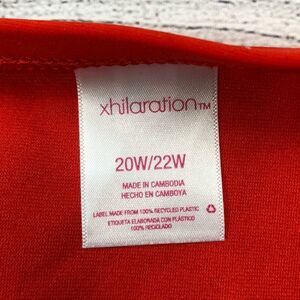 xhilaration™
20W/22W
MADE IN CAMBODIA
HECHO EN CAMBOYA
LABEL MADE FROM 100% RECYCLED PLASTIC
ETIQUETA ELABORADA CON PLÁSTICO
100% RECICLADO